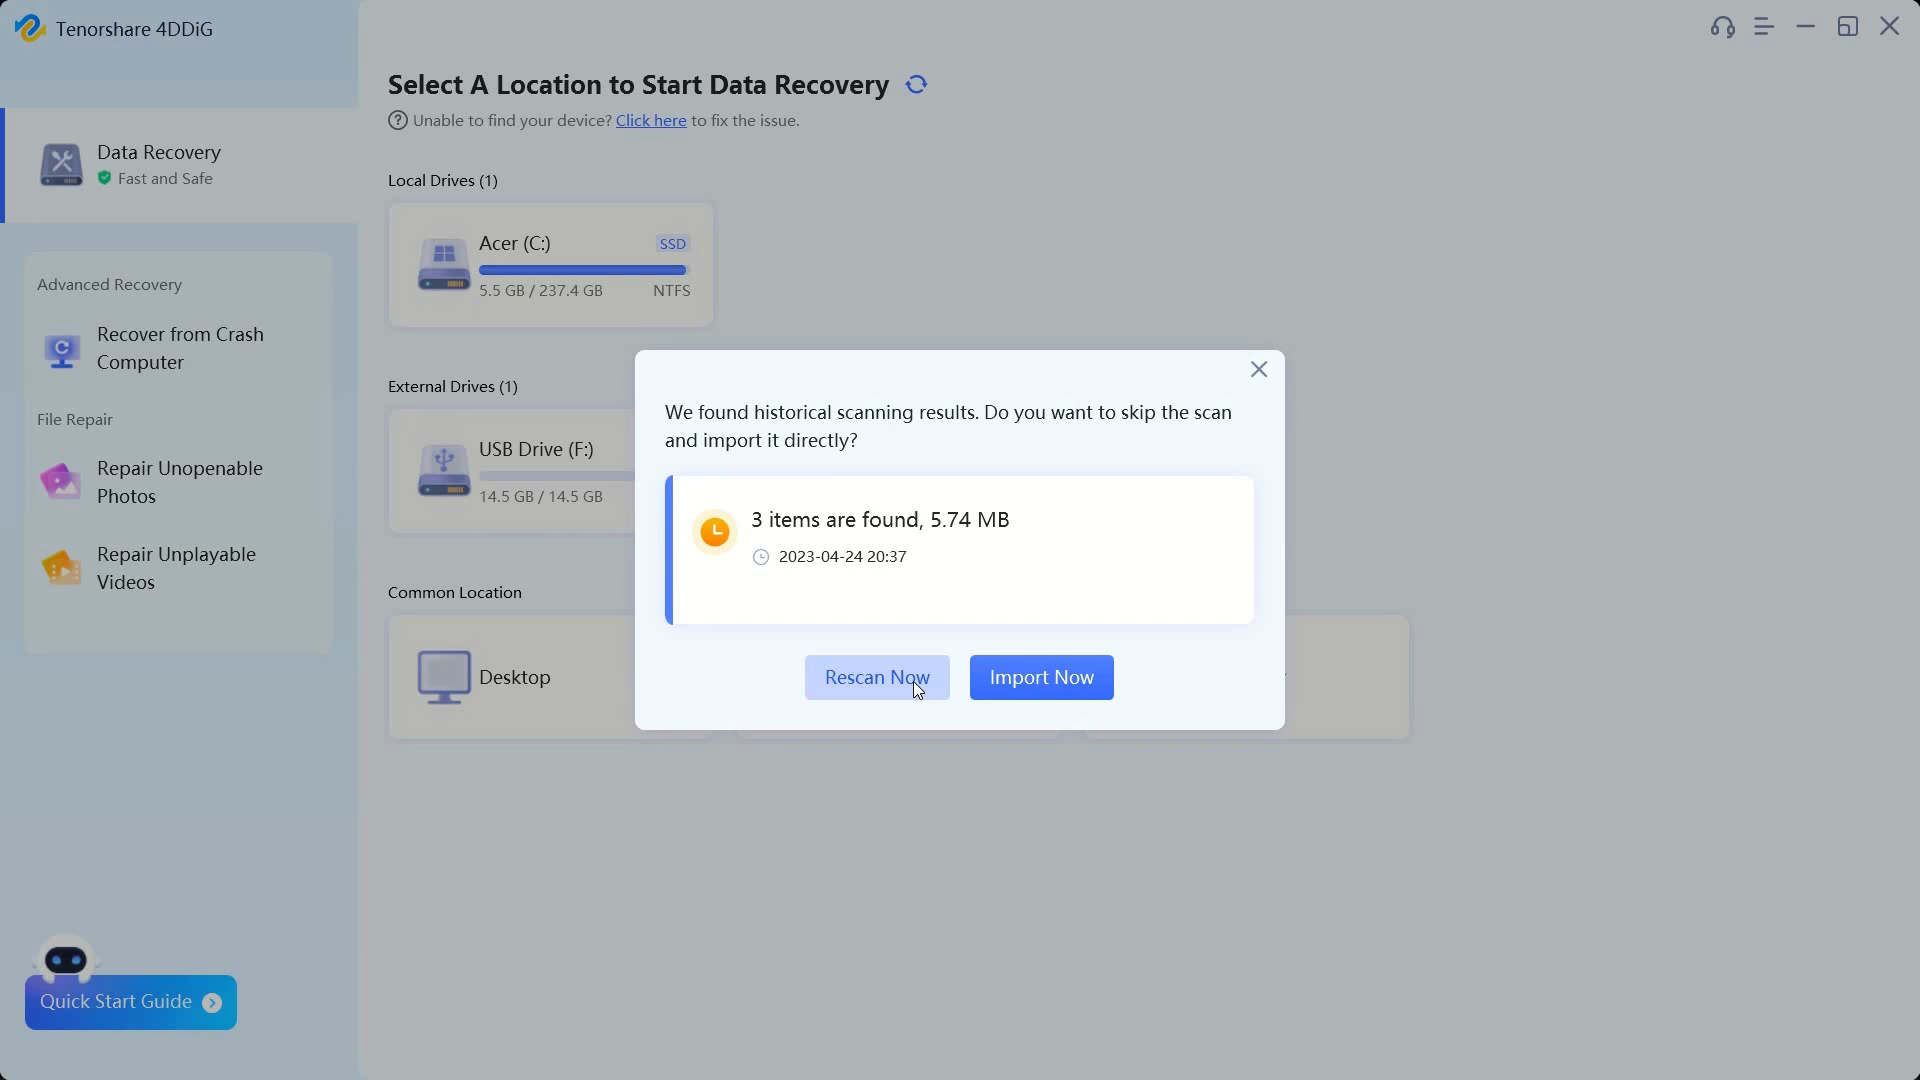 Tenorshare 4DDiG
Select A Location to Start Data Recovery
Unable to find your device? Click here to fix the issue.
Data Recovery
Fast and Safe
Local Drives (1)
Acer (C:)
SSD
5.5 GB / 237.4 GB
NTFS
Advanced Recovery
Recover from Crash
Computer
File Repair
Repair Unopenable
Photos
Repair Unplayable
Videos
External Drives (1)
USB Drive (F:)
14.5 GB / 14.5 GB
Common Location
Desktop
We found historical scanning results. Do you want to skip the scan
and import it directly?
3 items are found, 5.74 MB
2023-04-24 20:37
Rescan Now
Import Now
Quick Start Guide